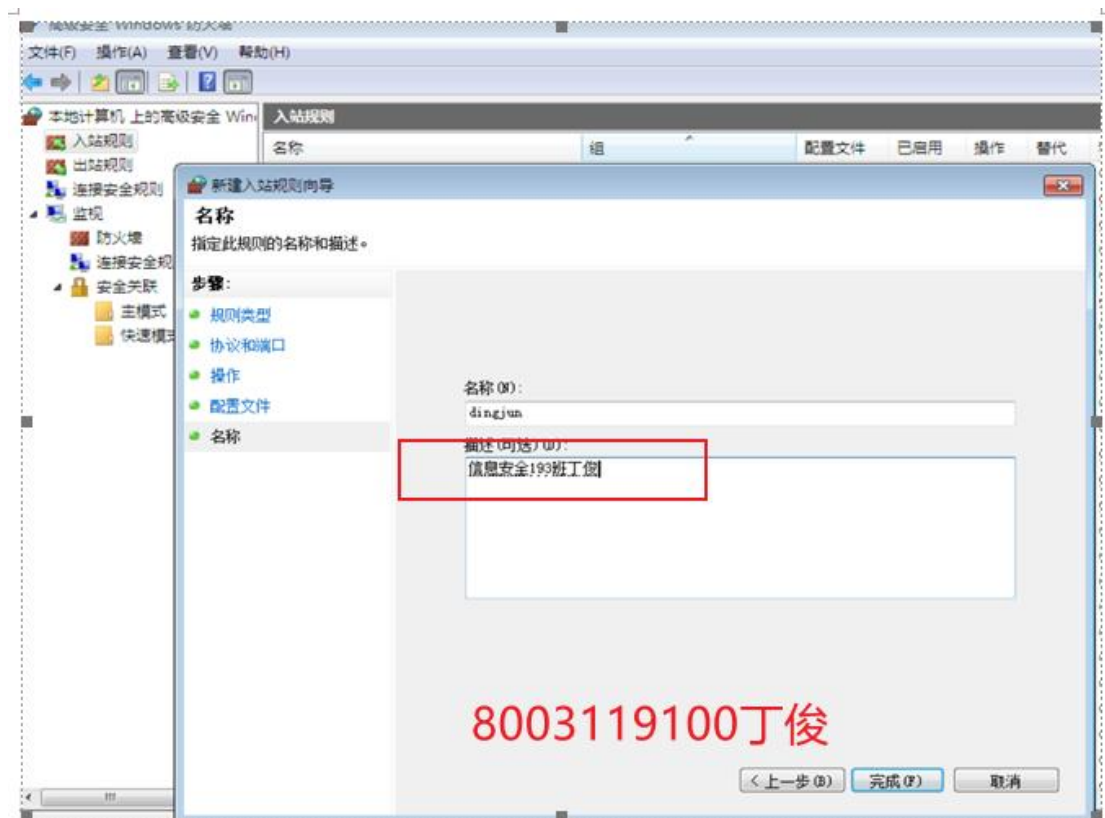 高级安全 Windows 防火墙
文件(F) 操作(A) 查看(V) 帮助(H)
本地计算机 上的高级安全 Win
入站规则
出站规则
连接安全规则
监视
防火墙
连接安全规
安全关联
主模式
快速模式
入站规则
名称 组 配置文件 已启用 操作 替代
新建入站规则向导
名称
指定此规则的名称和描述。
步骤:
规则类型
协议和端口
操作
配置文件
名称
名称(N):
dingjun
描述(可选)(D):
信息安全193班丁俊
8003119100丁俊
< 上一步(B) 完成(F) 取消